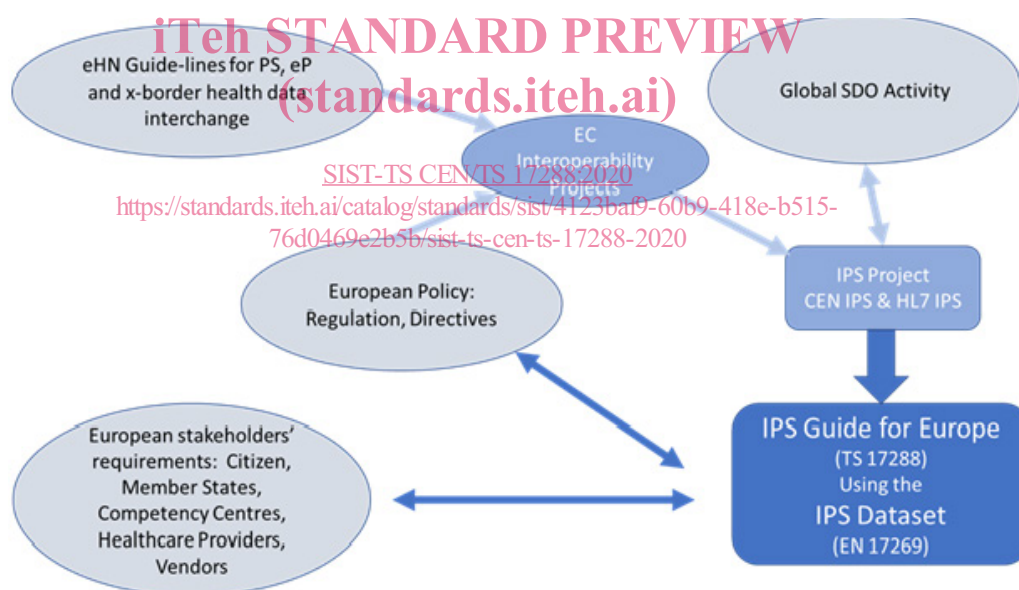 iTeh STANDARD PREVIEW
(standards.iteh.ai)
eHN Guide-lines for PS, eP
and x-border health data
interchange
Global SDO Activity
EC
Interoperability
Projects
SIST-TS CEN/TS 17288:2020
https://standards.iteh.ai/catalog/standards/sist/4123baf9-60b9-418e-b515-
76d0469e2b5b/sist-ts-cen-ts-17288-2020
European Policy:
Regulation, Directives
IPS Project
CEN IPS & HL7 IPS
European stakeholders'
requirements: Citizen,
Member States,
Competency Centres,
Healthcare Providers,
Vendors
IPS Guide for Europe
(TS 17288)
Using the
IPS Dataset
(EN 17269)